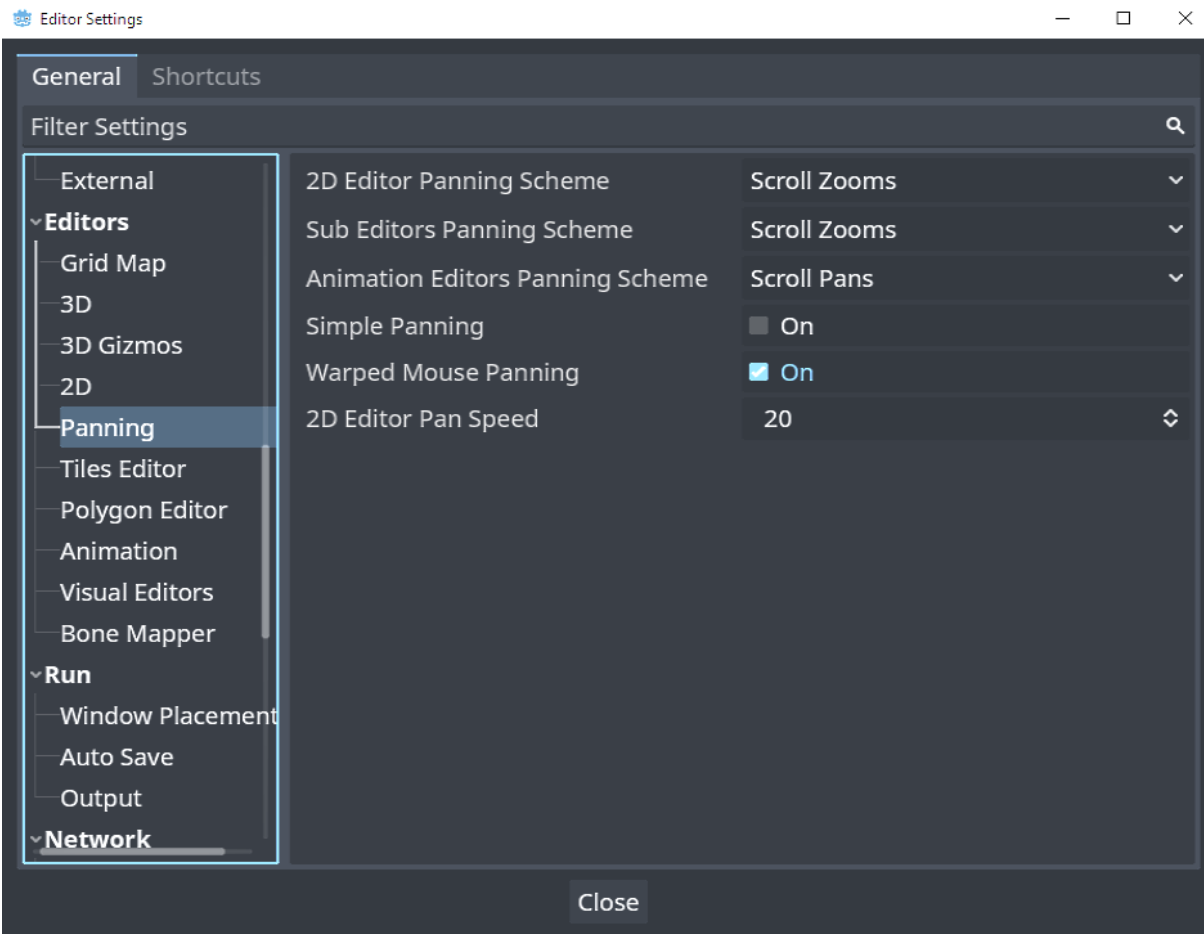 Editor Settings
General
Shortcuts
Filter Settings
External
Editors
Grid Map
3D
3D Gizmos
2D
Panning
Tiles Editor
Polygon Editor
Animation
Visual Editors
Bone Mapper
Run
Window Placement
Auto Save
Output
Network
2D Editor Panning Scheme Scroll Zooms
Sub Editors Panning Scheme Scroll Zooms
Animation Editors Panning Scheme Scroll Pans
Simple Panning On
Warped Mouse Panning On
2D Editor Pan Speed 20
Close